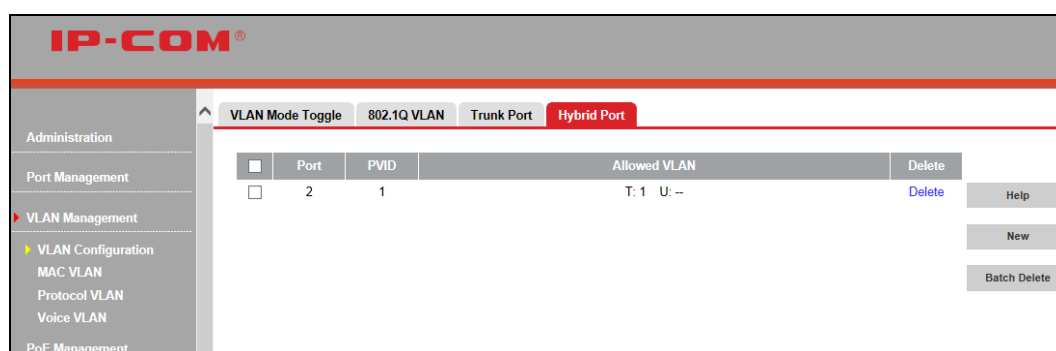 IP-COM®
VLAN Mode Toggle 802.1Q VLAN Trunk Port Hybrid Port
Administration
Port Management
VLAN Management
VLAN Configuration
MAC VLAN
Protocol VLAN
Voice VLAN
PoE Management
Port PVID Allowed VLAN Delete
2 1 T: 1 U: -- Delete
Help
New
Batch Delete